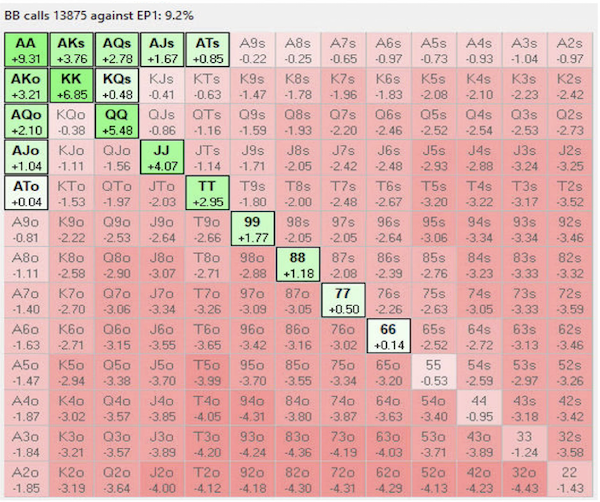 BB calls 13875 against EP1: 9.2%
AA AKs AQs AJs ATs A9s A8s A7s A6s A5s A4s A3s A2s
+9.31 +3.76 +2.78 +1.67 +0.85 -0.22 -0.25 -0.65 -0.97 -0.73 -0.93 -1.04 -0.97
AKo KK KQs KJs KTs K9s K8s K7s K6s K5s K4s K3s K2s
+3.21 +6.85 +0.48 -0.41 -0.63 -1.47 -1.78 -1.96 -1.83 -2.08 -2.10 -2.23 -2.42
AQo KQo QQ QJs QTs Q9s Q8s Q7s Q6s Q5s Q4s Q3s Q2s
+2.10 -0.38 +5.48 -0.86 -1.16 -1.59 -1.93 -2.20 -2.46 -2.52 -2.54 -2.53 -2.73
AJo KJo QJo JJ JTs J9s J8s J7s J6s J5s J4s J3s J2s
+1.04 -1.11 -1.56 +4.07 -1.14 -1.71 -2.05 -2.42 -2.48 -2.93 -2.88 -3.24 -3.25
ATo KTo QTo JTo TT T9s T8s T7s T6s T5s T4s T3s T2s
+0.04 -1.53 -1.97 -2.03 +2.95 -1.80 -2.00 -2.48 -2.67 -3.20 -3.22 -3.17 -3.52
A9o K9o Q9o J9o T9o 99 98s 97s 96s 95s 94s 93s 92s
-0.81 -2.22 -2.53 -2.64 -2.66 +1.77 -2.05 -2.05 -2.64 -3.06 -3.34 -3.34 -3.46
A8o K8o Q8o J8o T8o 98o 88 87s 86s 85s 84s 83s 82s
-1.11 -2.58 -2.90 -3.07 -2.71 -2.88 +1.18 -2.08 -2.39 -2.76 -3.23 -3.33 -3.32
A7o K7o Q7o J7o T7o 97o 87o 77 76s 75s 74s 73s 72s
-1.40 -2.70 -3.06 -3.34 -3.26 -3.09 -3.05 +0.50 -2.26 -2.63 -3.05 -3.33 -3.59
A6o K6o Q6o J6o T6o 96o 86o 76o 66 65s 64s 63s 62s
-1.63 -2.71 -3.15 -3.55 -3.65 -3.42 -3.16 -3.02 +0.14 -2.52 -2.72 -3.13 -3.46
A5o K5o Q5o J5o T5o 95o 85o 75o 65o 55 54s 53s 52s
-1.47 -2.94 -3.38 -3.70 -3.99 -3.70 -3.55 -3.34 -3.20 -0.53 -2.59 -2.97 -3.26
A4o K4o Q4o J4o T4o 94o 84o 74o 64o 54o 44 43s 42s
-1.87 -3.02 -3.57 -3.85 -4.05 -4.31 -3.80 -3.87 -3.63 -3.40 -0.95 -3.18 -3.42
A3o K3o Q3o J3o T3o 93o 83o 73o 63o 53o 43o 33 32s
-1.84 -3.21 -3.57 -3.89 -4.20 -4.24 -4.36 -4.19 -4.03 -3.71 -3.89 -1.24 -3.58
A2o K2o Q2o J2o T2o 92o 82o 72o 62o 52o 42o 32o 22
-1.85 -3.19 -3.64 -4.00 -4.12 -4.18 -4.30 -4.31 -4.29 -4.13 -4.23 -4.43 -1.43